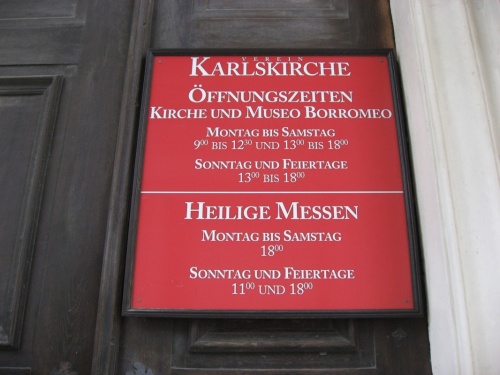 VEREIN
KARLSKIRCHE
ÖFFNUNGSZEITEN
KIRCHE UND MUSEO BORROMEO
MONTAG BIS SAMSTAG
9⁰⁰ BIS 12³⁰ UND 13⁰⁰ BIS 18⁰⁰
SONNTAG UND FEIERTAGE
13⁰⁰ BIS 18⁰⁰
HEILIGE MESSEN
MONTAG BIS SAMSTAG
18⁰⁰
SONNTAG UND FEIERTAGE
11⁰⁰ UND 18⁰⁰